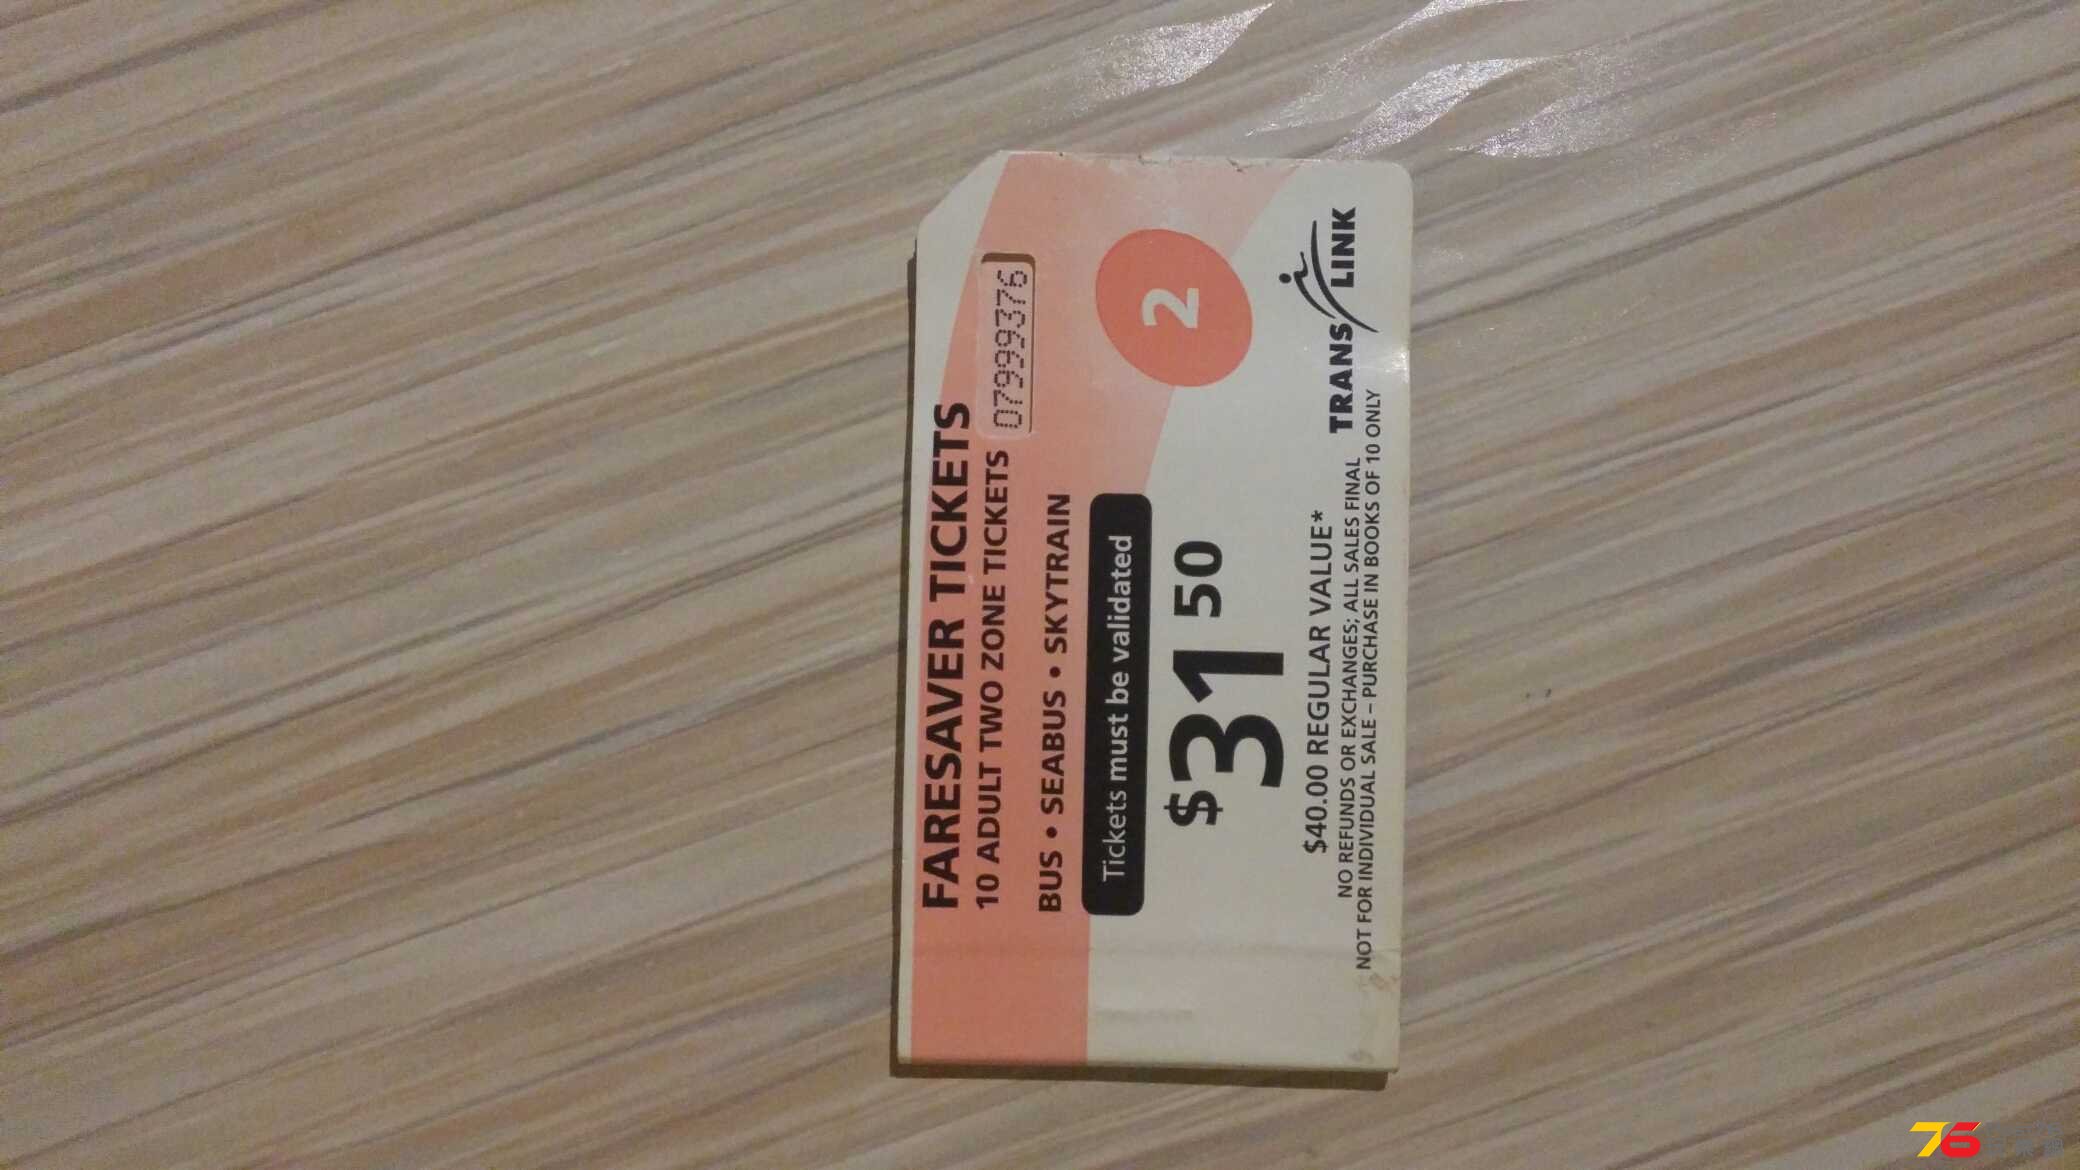 FARESAVER TICKETS
10 ADULT TWO ZONE TICKETS 07999376
BUS • SEABUS • SKYTRAIN
2
Tickets must be validated
$31 50
$40.00 REGULAR VALUE*
TRANS LINK
NO REFUNDS OR EXCHANGES; ALL SALES FINAL
NOT FOR INDIVIDUAL SALE – PURCHASE IN BOOKS OF 10 ONLY
76